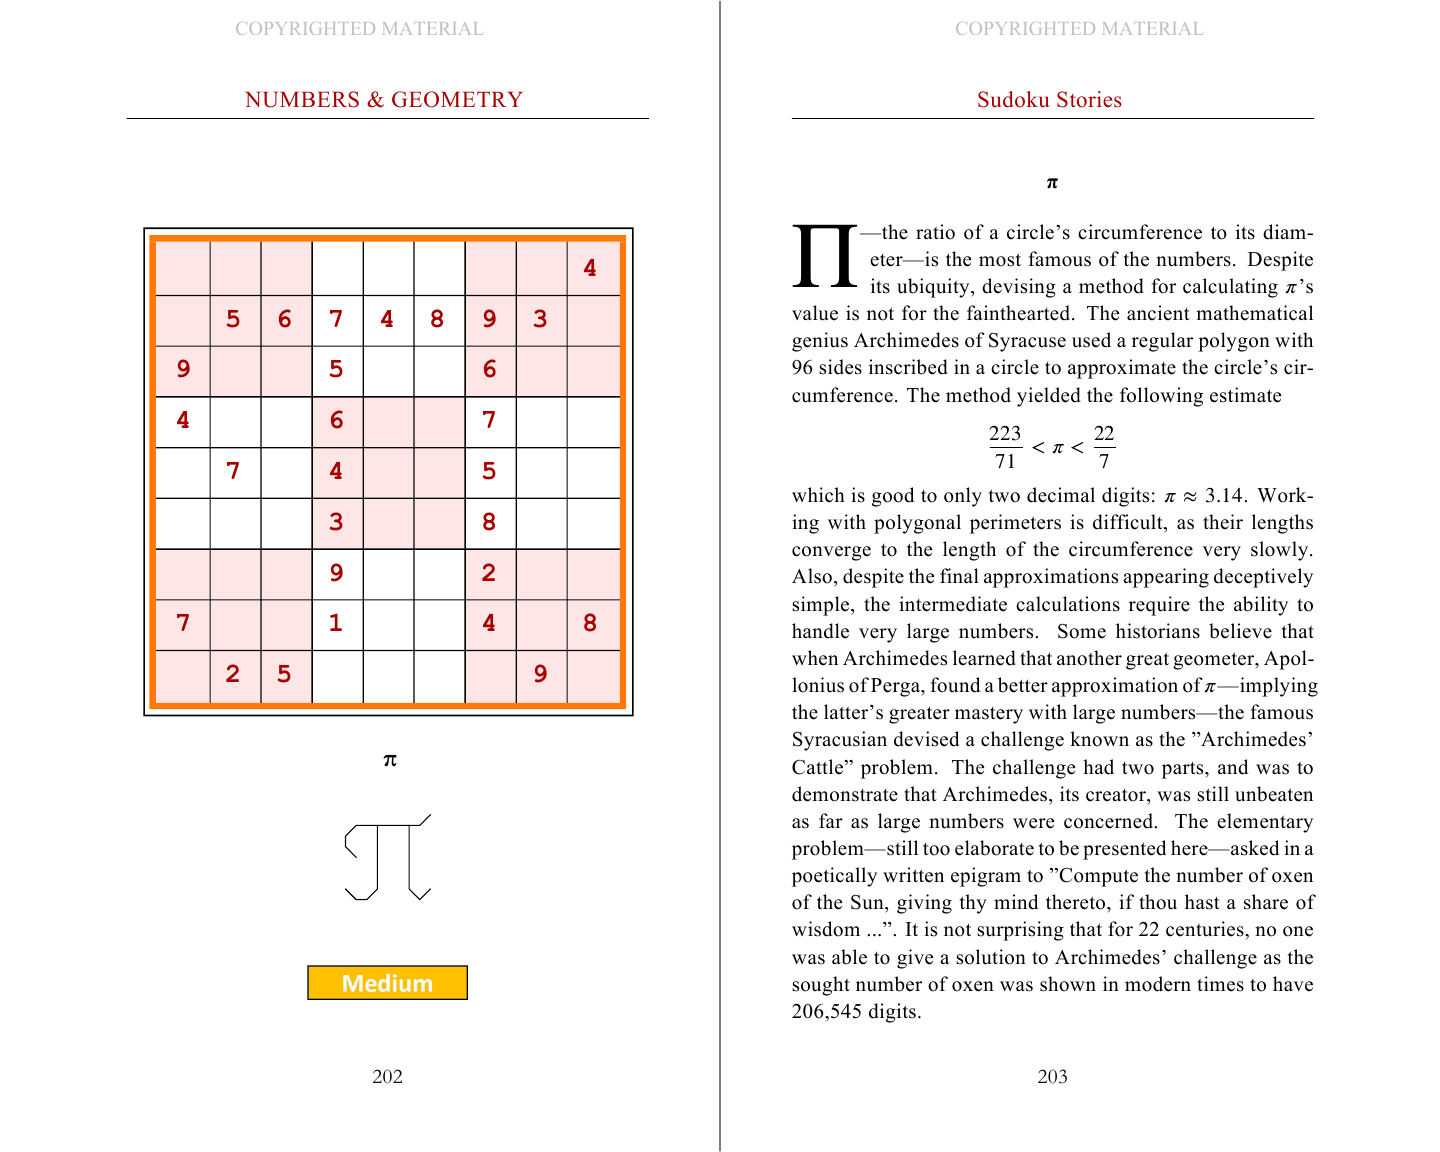 COPYRIGHTED MATERIAL
NUMBERS & GEOMETRY
4
5 6 7 4 8 9 3
9 5 6
4 6 7
7 4 5
3 8
9 2
7 1 4 8
2 5 9
π
Medium
202
COPYRIGHTED MATERIAL
Sudoku Stories
π
Π—the ratio of a circle's circumference to its diam-
eter—is the most famous of the numbers. Despite
its ubiquity, devising a method for calculating π's
value is not for the fainthearted. The ancient mathematical
genius Archimedes of Syracuse used a regular polygon with
96 sides inscribed in a circle to approximate the circle's cir-
cumference. The method yielded the following estimate
223/71 < π < 22/7
which is good to only two decimal digits: π ≈ 3.14. Work-
ing with polygonal perimeters is difficult, as their lengths
converge to the length of the circumference very slowly.
Also, despite the final approximations appearing deceptively
simple, the intermediate calculations require the ability to
handle very large numbers. Some historians believe that
when Archimedes learned that another great geometer, Apol-
lonius of Perga, found a better approximation of π—implying
the latter's greater mastery with large numbers—the famous
Syracusian devised a challenge known as the ”Archimedes'
Cattle” problem. The challenge had two parts, and was to
demonstrate that Archimedes, its creator, was still unbeaten
as far as large numbers were concerned. The elementary
problem—still too elaborate to be presented here—asked in a
poetically written epigram to ”Compute the number of oxen
of the Sun, giving thy mind thereto, if thou hast a share of
wisdom ...”. It is not surprising that for 22 centuries, no one
was able to give a solution to Archimedes' challenge as the
sought number of oxen was shown in modern times to have
206,545 digits.
203